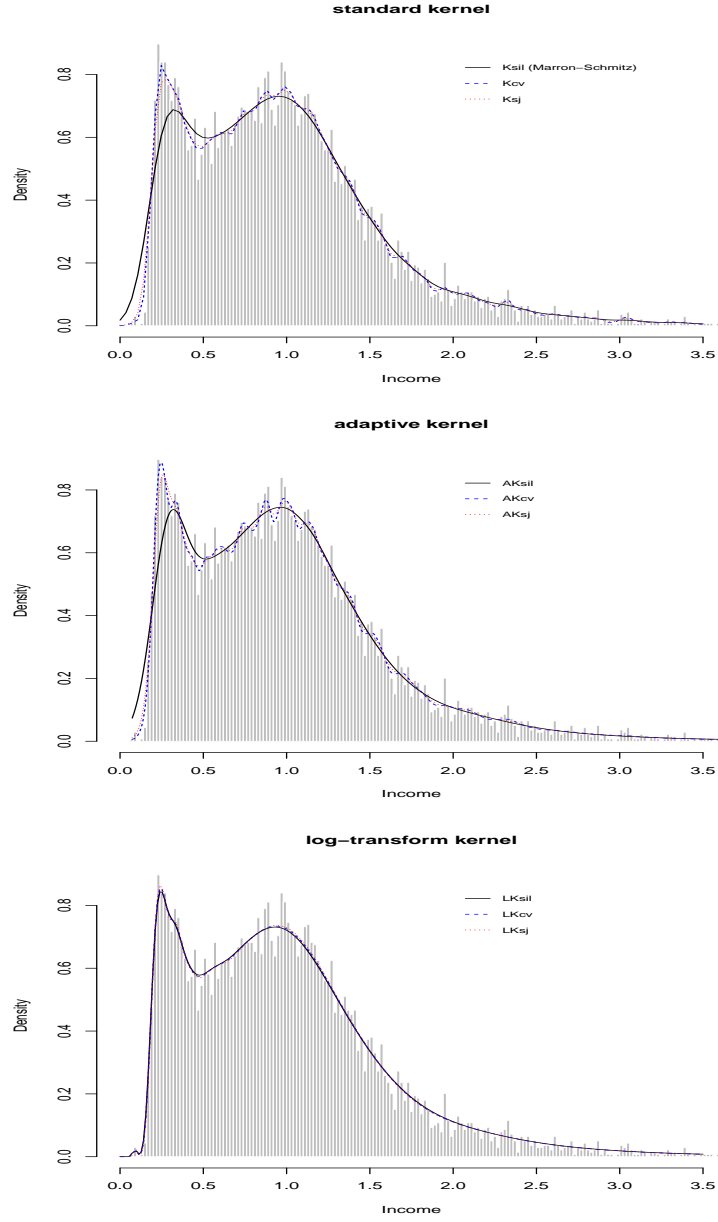 standard kernel
Ksil (Marron−Schmitz)
Kcv
Ksj
Density
0.0 0.2 0.4 0.6 0.8
0.0 0.5 1.0 1.5 2.0 2.5 3.0 3.5
Income
adaptive kernel
AKsil
AKcv
AKsj
Density
0.0 0.2 0.4 0.6 0.8
0.0 0.5 1.0 1.5 2.0 2.5 3.0 3.5
Income
log−transform kernel
LKsil
LKcv
LKsj
Density
0.0 0.2 0.4 0.6 0.8
0.0 0.5 1.0 1.5 2.0 2.5 3.0 3.5
Income